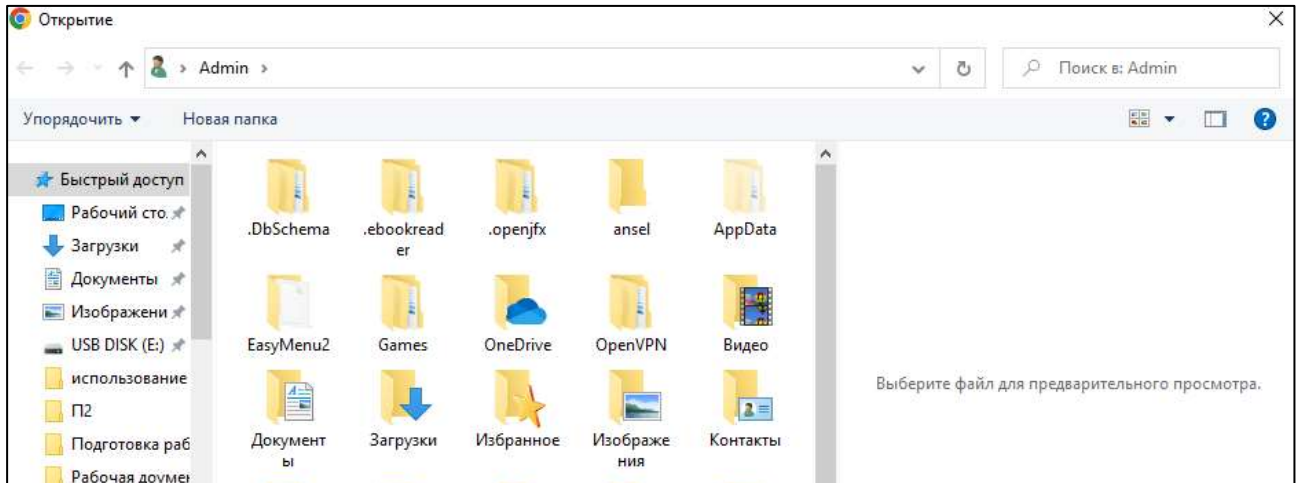 Открытие
Admin
Поиск в: Admin
Упорядочить
Новая папка
Быстрый доступ
Рабочий сто.
Загрузки
Документы
Изображени
USB DISK (E:)
использование
П2
Подготовка раб
Рабочая доумен
.DbSchema
.ebookread
er
.openjfx
ansel
AppData
EasyMenu2
Games
OneDrive
OpenVPN
Видео
Документ
ы
Загрузки
Избранное
Изображе
ния
Контакты
Выберите файл для предварительного просмотра.